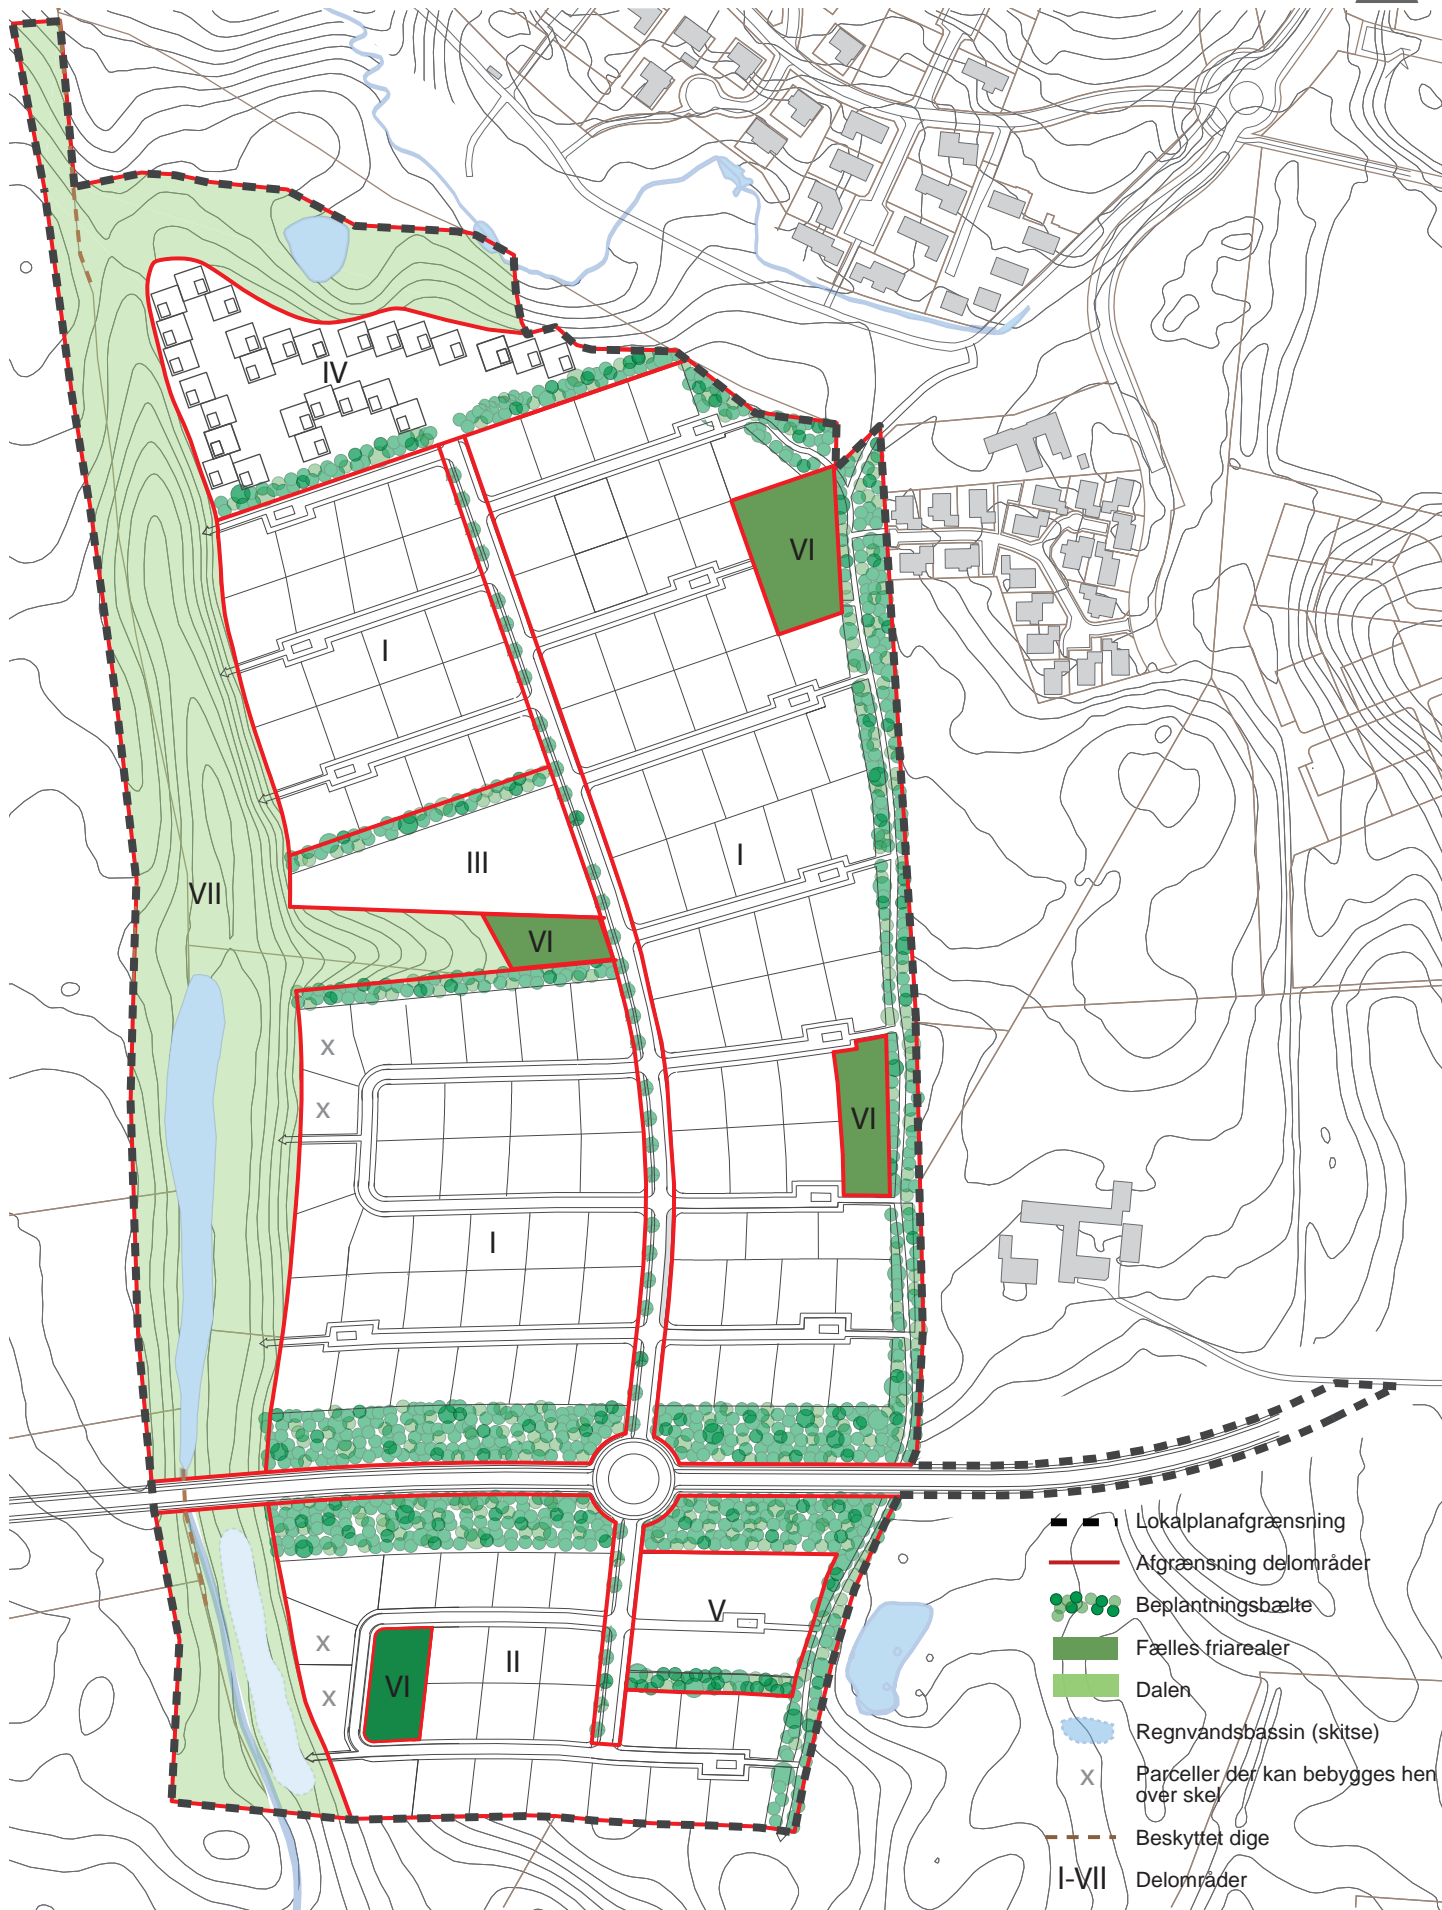 IV
VI
I
III
I
VII
VI
X
X
VI
I
V
X
II
VI
X
Lokalplanafgrænsning
Afgrænsning delområder
Beplantningsbælte
Fælles friarealer
Dalen
Regnvandsbassin (skitse)
X Parceller der kan bebygges hen
over skel
Beskyttet dige
I-VII Delområder